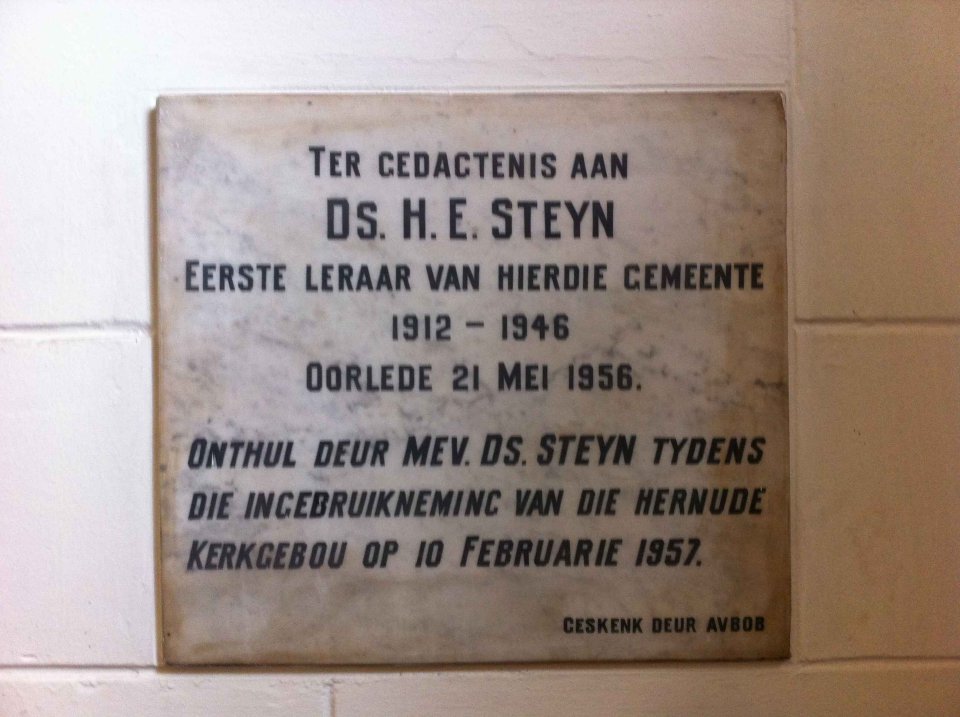 TER GEDACTENIS AAN
DS. H. E. STEYN
EERSTE LERAAR VAN HIERDIE GEMEENTE
1912 – 1946
OORLEDE 21 MEI 1956.
ONTHUL DEUR MEV. DS. STEYN TYDENS
DIE INGEBRUIKNEMING VAN DIE HERNUDË
KERKGEBOU OP 10 FEBRUARIE 1957.
GESKENK DEUR AVBOB